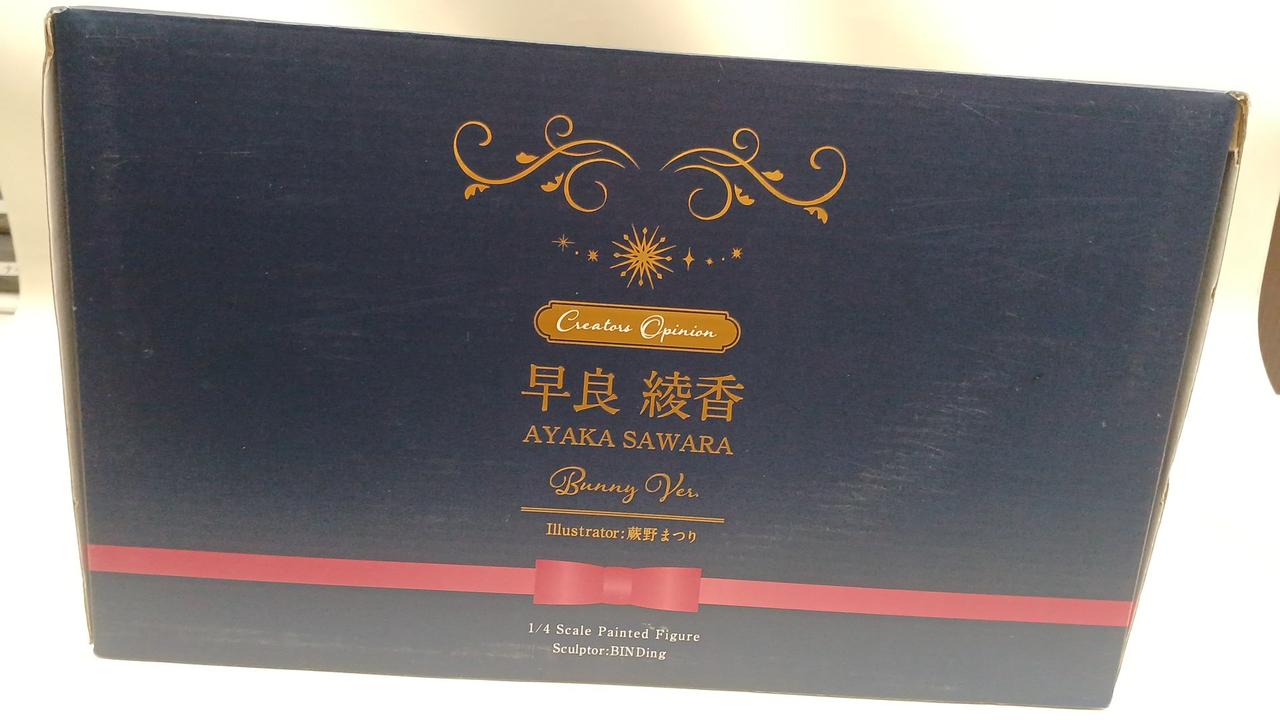 Creators Opinion
早良 綾香
AYAKA SAWARA
Bunny Ver.
Illustrator:蕨野まつり
1/4 Scale Painted Figure
Sculptor:BINDing